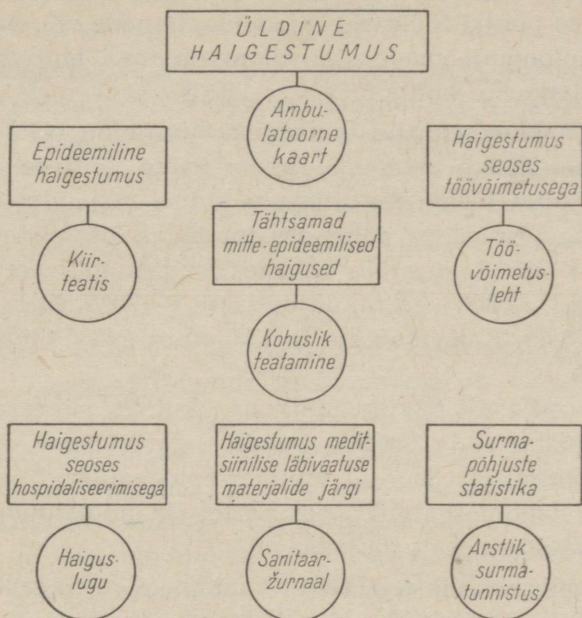 ÜLDINE
HAIGESTUMUS
Ambu-
latoorne
kaart
Epideemiline
haigestumus
Kiir-
teatis
Tähtsamad
mitte-epideemilised
haigused
Kohuslik
teatamine
Haigestumus
seoses
töövõimetusega
Töö-
võimetus-
leht
Haigestumus
seoses
hospidaliseerimisega
Haigus-
lugu
Haigestumus medit-
siinilise läbivaatuse
materjalide järgi
Sanitaar-
žurnaal
Surma-
põhjuste
statistika
Arstlik
surma-
tunnistus